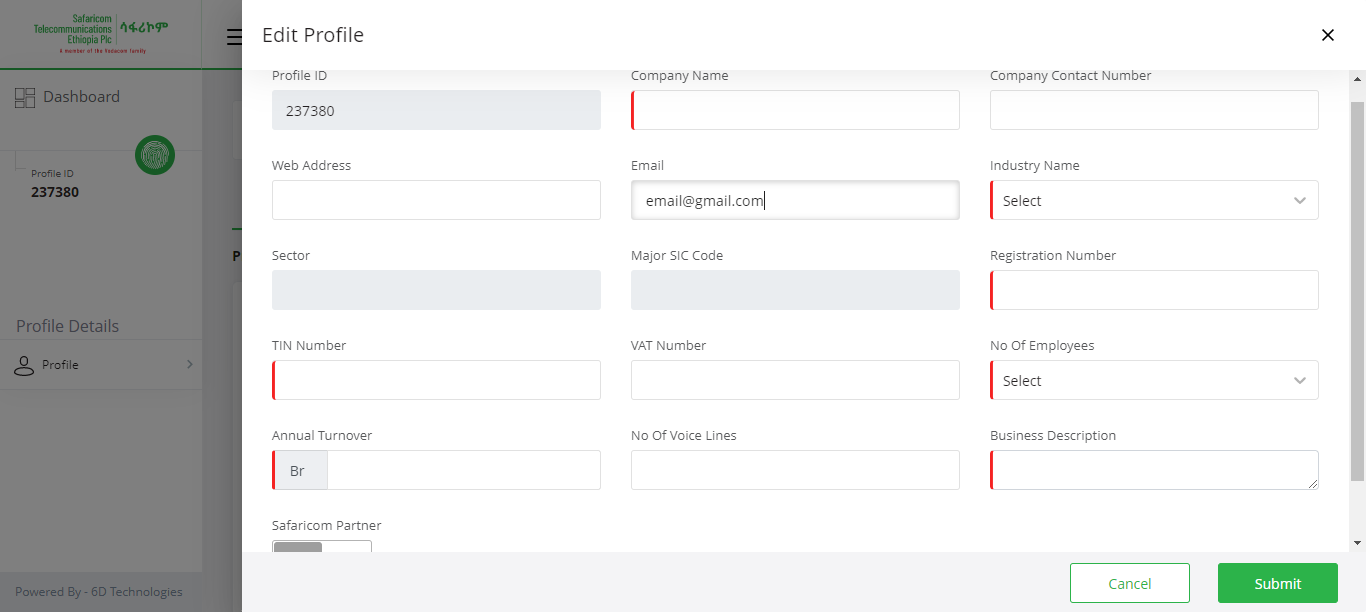 Safaricom
Telecommunications
Ethiopia Plc
ሳፋሪኮም
A member of the Vodacom family
Edit Profile
Dashboard
Profile ID
237380
Profile Details
Profile
Powered By - 6D Technologies
P
Profile ID
Company Name
Company Contact Number
237380
Web Address
Email
Industry Name
email@gmail.com
Select
Sector
Major SIC Code
Registration Number
TIN Number
VAT Number
No Of Employees
Select
Annual Turnover
No Of Voice Lines
Business Description
Br
Safaricom Partner
Cancel
Submit